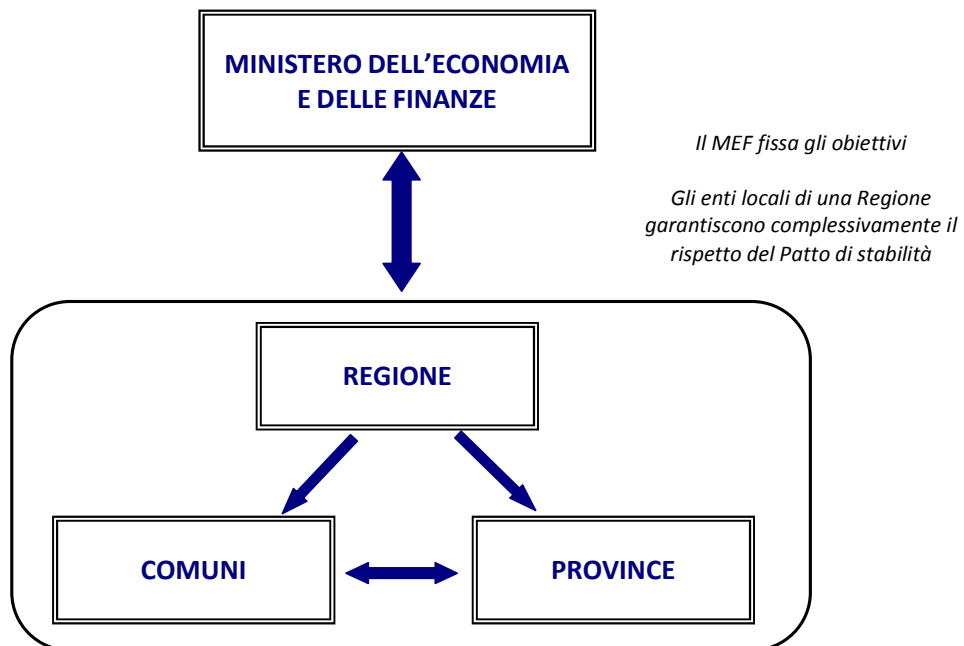 MINISTERO DELL’ECONOMIA
E DELLE FINANZE
Il MEF fissa gli obiettivi
Gli enti locali di una Regione
garantiscono complessivamente il
rispetto del Patto di stabilità
REGIONE
COMUNI
PROVINCE